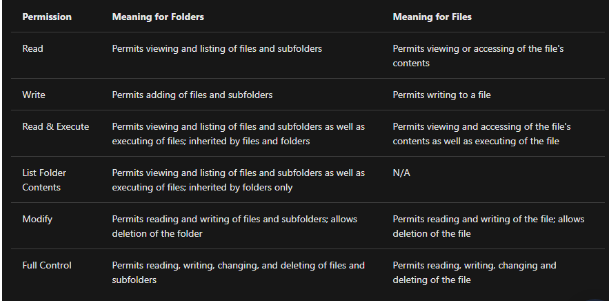 Permission Meaning for Folders Meaning for Files
Read Permits viewing and listing of files and subfolders Permits viewing or accessing of the file's
contents
Write Permits adding of files and subfolders Permits writing to a file
Read & Execute Permits viewing and listing of files and subfolders as well as Permits viewing and accessing of the file's
executing of files; inherited by files and folders contents as well as executing of the file
List Folder Permits viewing and listing of files and subfolders as well as N/A
Contents executing of files; inherited by folders only
Modify Permits reading and writing of files and subfolders; allows Permits reading and writing of the file; allows
deletion of the folder deletion of the file
Full Control Permits reading, writing, changing, and deleting of files and Permits reading, writing, changing and
subfolders deleting of the file